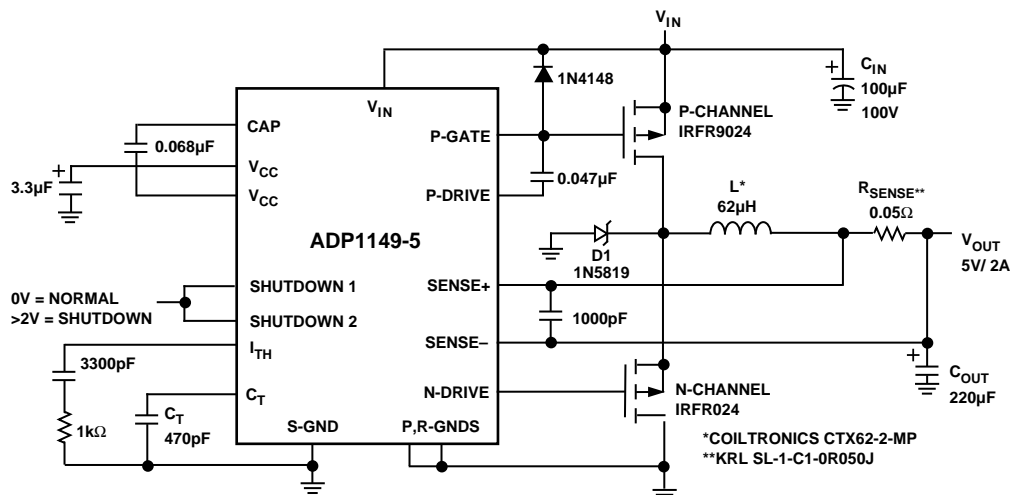 VIN
1N4148
CIN
100µF
100V
VIN
P-CHANNEL
IRFR9024
CAP
0.068µF
VCC
VCC
3.3µF
P-GATE
P-DRIVE
0.047µF
ADP1149-5
L*
62µH
RSENSE**
0.05Ω
VOUT
5V/ 2A
D1
1N5819
SHUTDOWN 1
SHUTDOWN 2
0V = NORMAL
>2V = SHUTDOWN
SENSE+
SENSE–
1000pF
ITH
3300pF
1kΩ
CT
CT
470pF
N-DRIVE
N-CHANNEL
IRFR024
COUT
220µF
S-GND
P,R-GNDS
*COILTRONICS CTX62-2-MP
**KRL SL-1-C1-0R050J